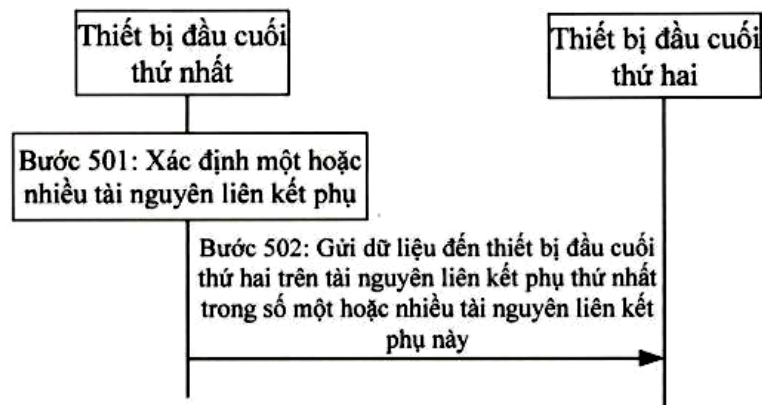 Thiết bị đầu cuối
thứ nhất
Thiết bị đầu cuối
thứ hai
Bước 501: Xác định một hoặc
nhiều tài nguyên liên kết phụ
Bước 502: Gửi dữ liệu đến thiết bị đầu cuối
thứ hai trên tài nguyên liên kết phụ thứ nhất
trong số một hoặc nhiều tài nguyên liên kết
phụ này